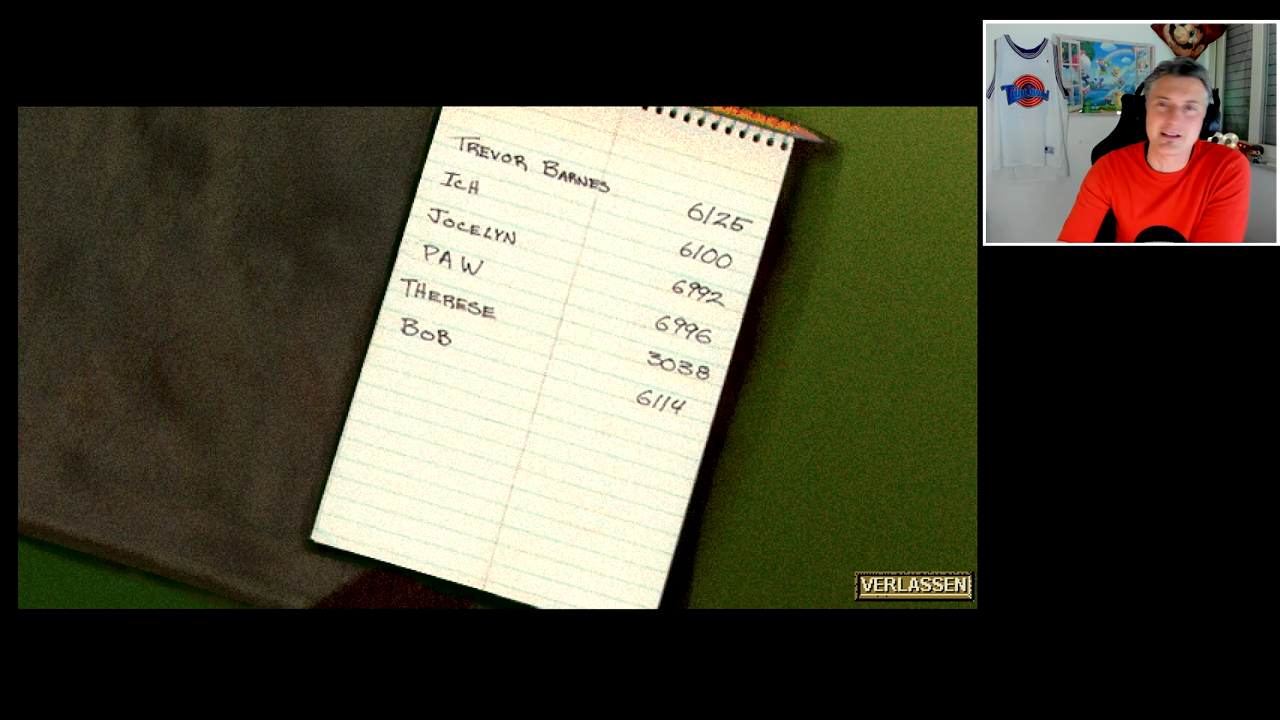 TREVOR BARNES 6125
ICH 6100
JOCELYN 6992
PAW 6996
THERESE 3038
BOB 6114
VERLASSEN